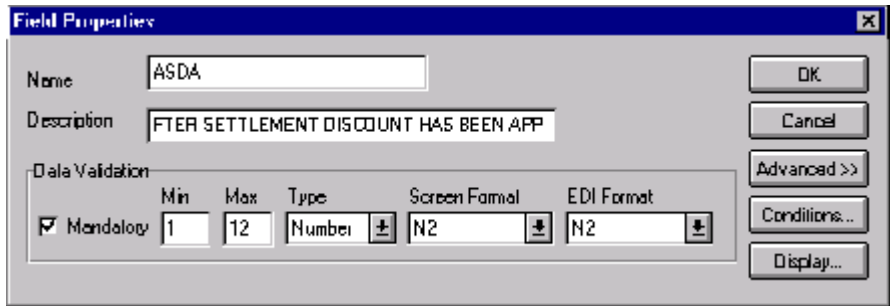 Field Properties
Name ASDA OK
Description FTER SETTLEMENT DISCOUNT HAS BEEN APP Cancel
Data Validation Advanced >>
Min Max Type Screen Format EDI Format
Mandatory 1 12 Number N2 N2 Conditions...
Display...